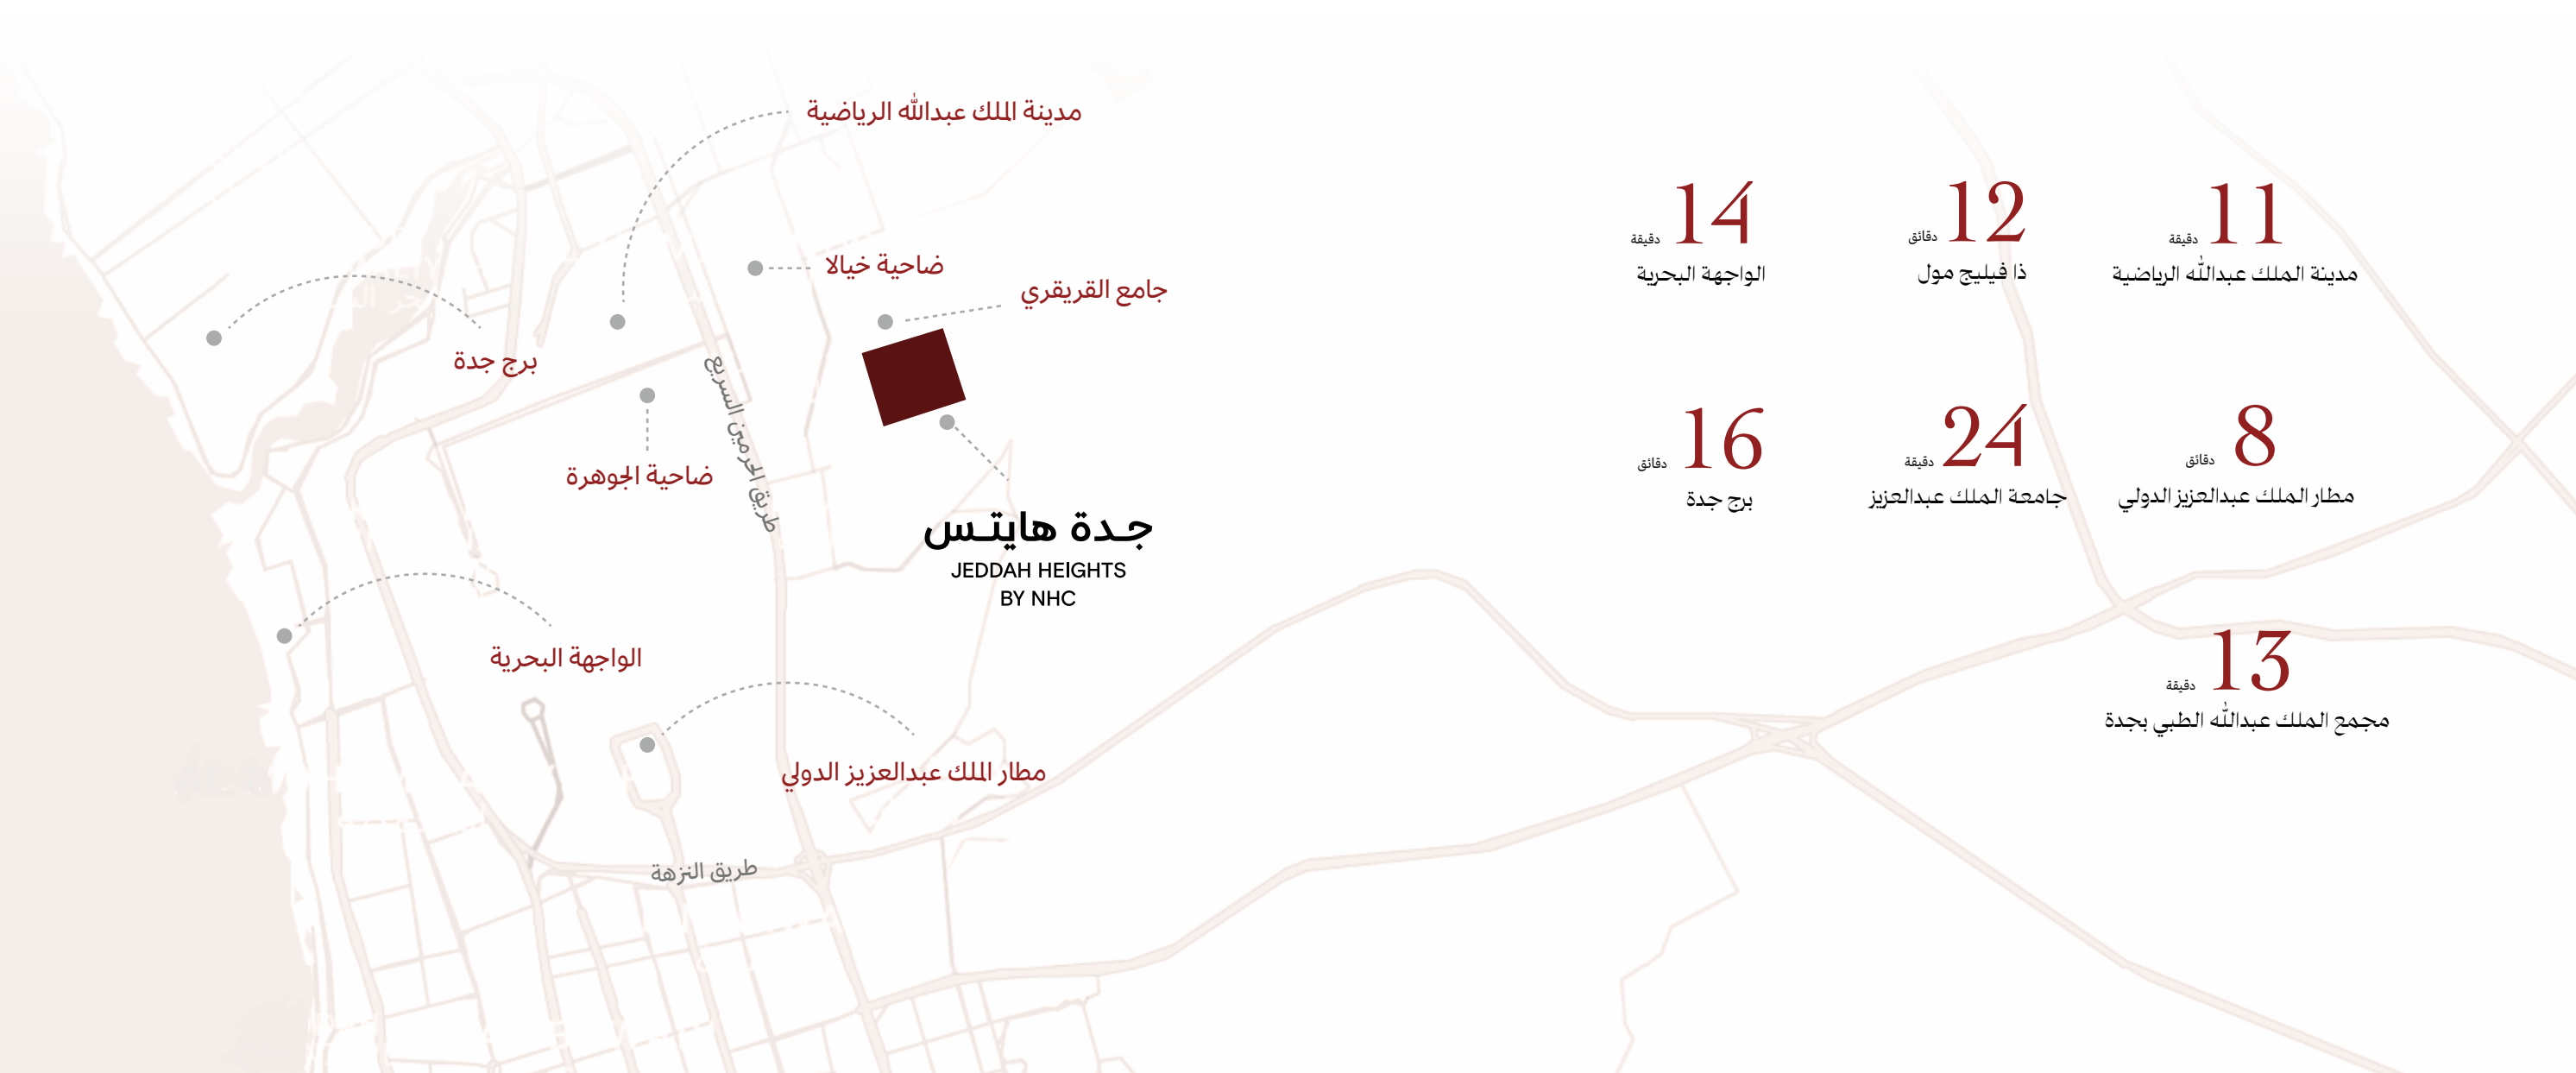 مدينة الملك عبدالله الرياضية
ضاحية خيالا
جامع القريقري
برج جدة
طريق الحرمين السريع
ضاحية الجوهرة
جدة هايتس
JEDDAH HEIGHTS
BY NHC
الواجهة البحرية
مطار الملك عبدالعزيز الدولي
طريق النزهة
11 دقيقة
مدينة الملك عبدالله الرياضية
12 دقائق
ذا فيليج مول
14 دقيقة
الواجهة البحرية
8 دقائق
مطار الملك عبدالعزيز الدولي
24 دقيقة
جامعة الملك عبدالعزيز
16 دقائق
برج جدة
13 دقيقة
مجمع الملك عبدالله الطبي بجدة